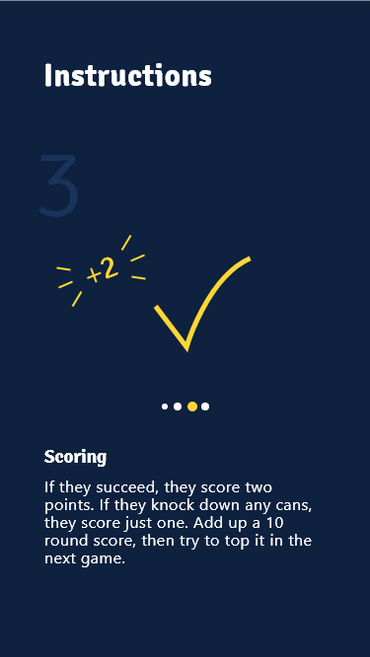 Instructions
3
+2
Scoring
If they succeed, they score two
points. If they knock down any cans,
they score just one. Add up a 10
round score, then try to top it in the
next game.